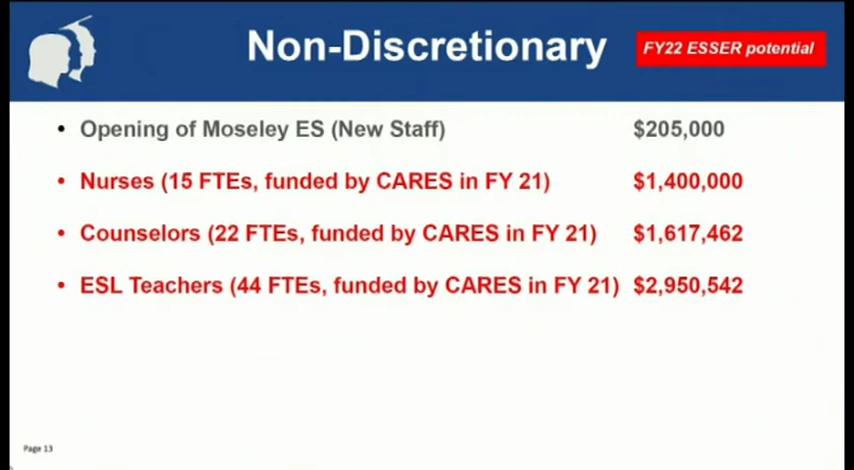 Non-Discretionary
FY22 ESSER potential
• Opening of Moseley ES (New Staff) $205,000
• Nurses (15 FTEs, funded by CARES in FY 21) $1,400,000
• Counselors (22 FTEs, funded by CARES in FY 21) $1,617,462
• ESL Teachers (44 FTEs, funded by CARES in FY 21) $2,950,542
Page 13